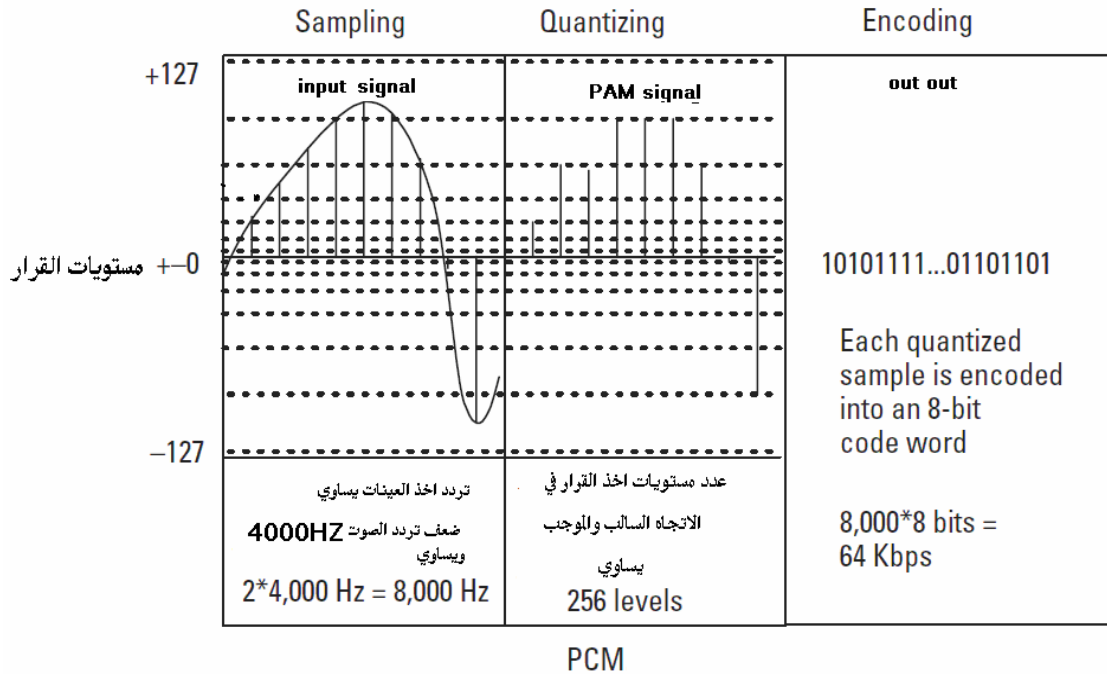 Sampling
Quantizing
Encoding
+127
input signal
PAM signal
out out
مستويات القرار
+–0
10101111...01101101
Each quantized
sample is encoded
into an 8-bit
code word
–127
تردد اخذ العينات يساوي
ضعف تردد الصوت 4000HZ
ويساوي
2*4,000 Hz = 8,000 Hz
عدد مستويات اخذ القرار في
الاتجاه السالب والموجب
يساوي
256 levels
8,000*8 bits =
64 Kbps
PCM